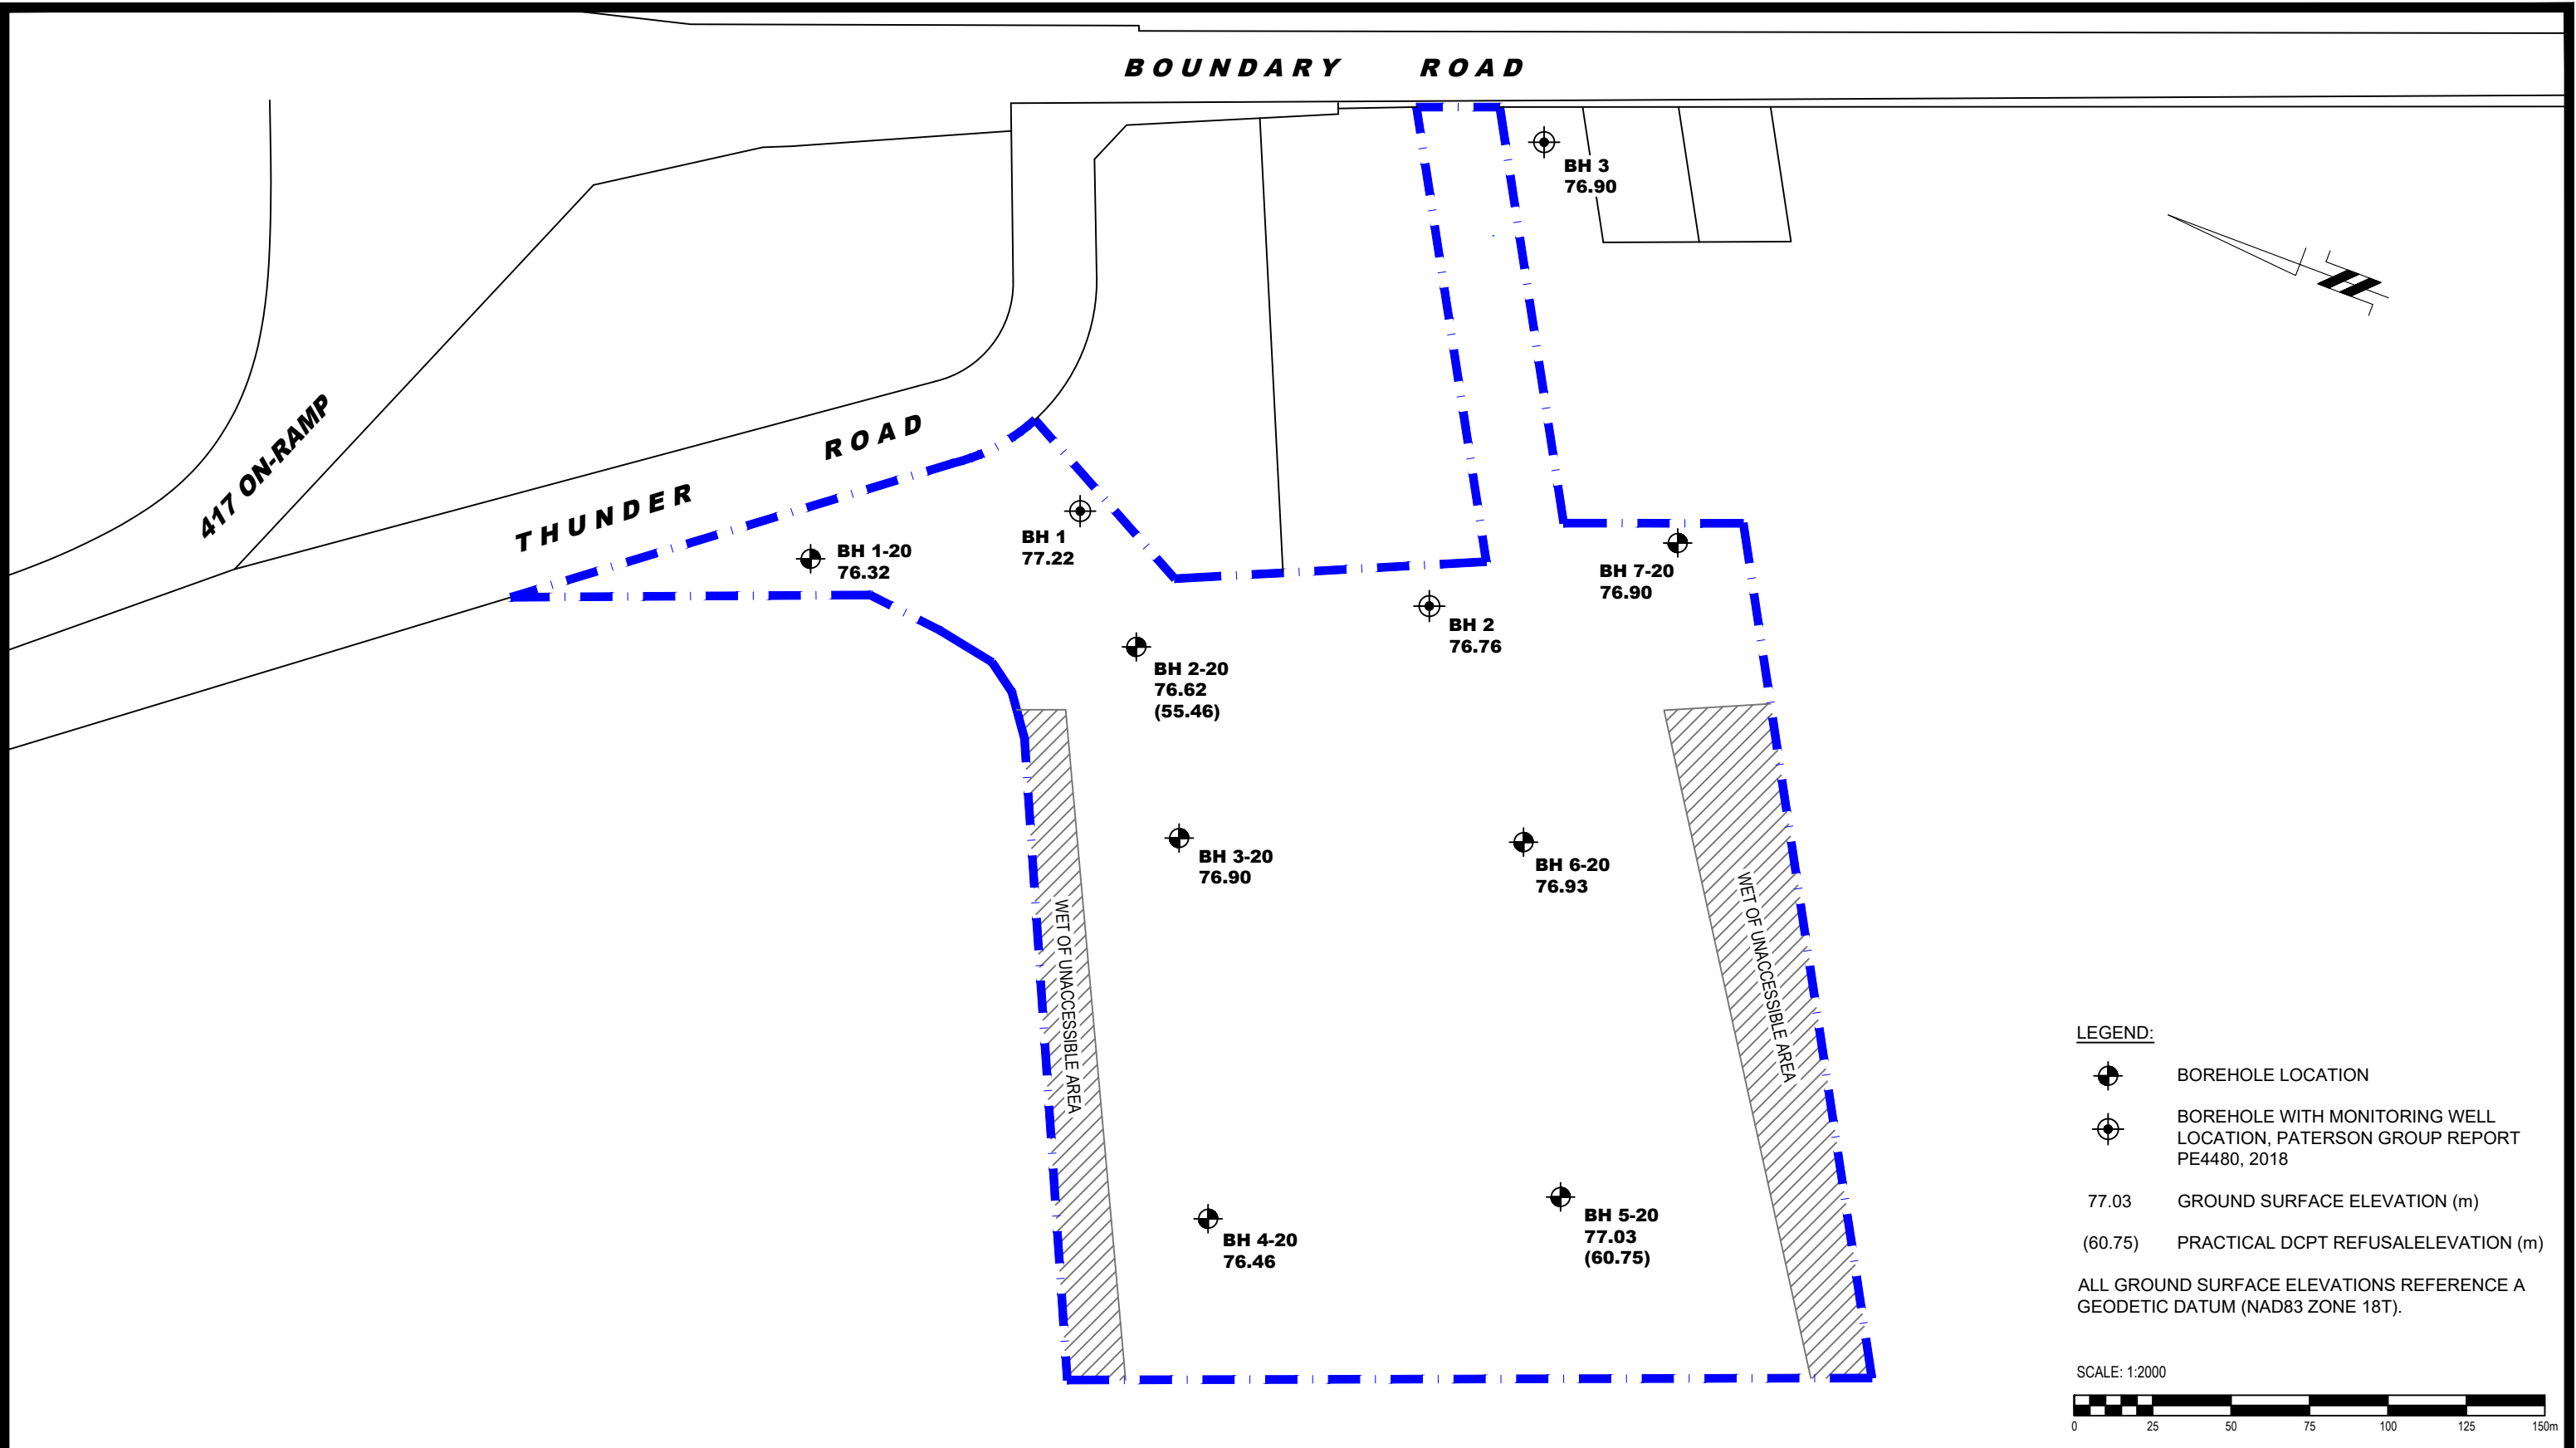 BOUNDARY ROAD
BH 3
76.90
417 ON-RAMP
THUNDER ROAD
BH 1
77.22
BH 1-20
76.32
BH 7-20
76.90
BH 2
76.76
BH 2-20
76.62
(55.46)
BH 3-20
76.90
BH 6-20
76.93
WET OF UNACCESSIBLE AREA
WET OF UNACCESSIBLE AREA
BH 4-20
76.46
BH 5-20
77.03
(60.75)
LEGEND:
BOREHOLE LOCATION
BOREHOLE WITH MONITORING WELL
LOCATION, PATERSON GROUP REPORT
PE4480, 2018
77.03 GROUND SURFACE ELEVATION (m)
(60.75) PRACTICAL DCPT REFUSALELEVATION (m)
ALL GROUND SURFACE ELEVATIONS REFERENCE A
GEODETIC DATUM (NAD83 ZONE 18T).
SCALE: 1:2000
0 25 50 75 100 125 150m